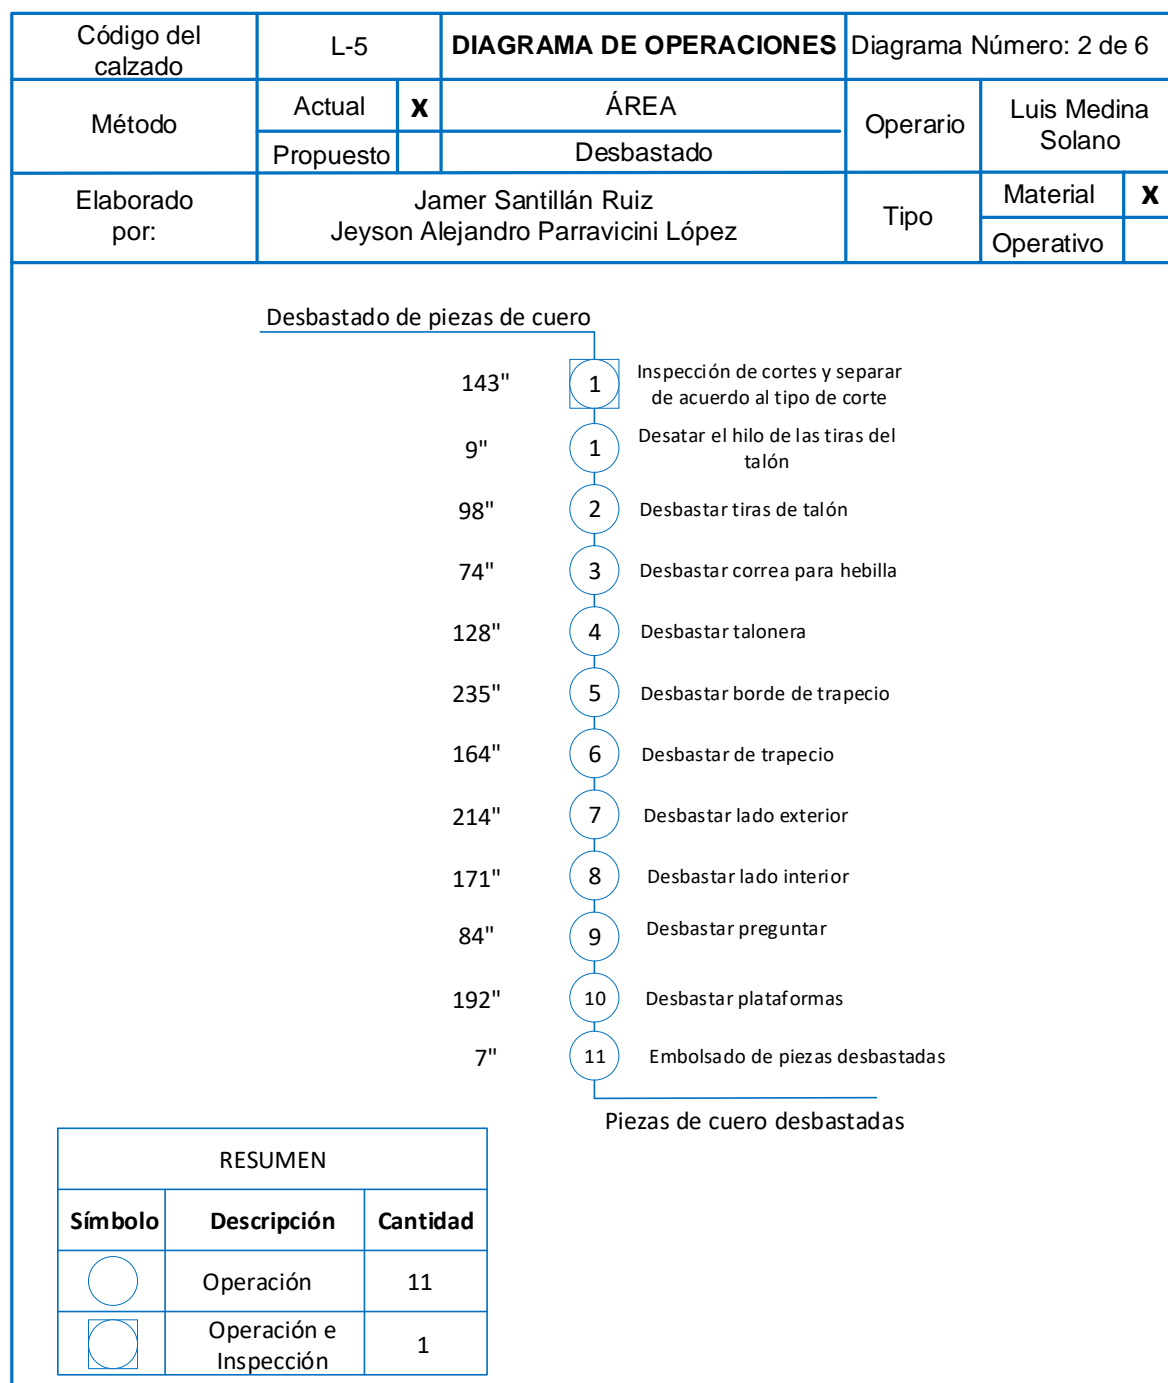 Código del
calzado
L-5
DIAGRAMA DE OPERACIONES
Diagrama Número: 2 de 6
Método
Actual
X
ÁREA
Operario
Luis Medina
Solano
Propuesto
Desbastado
Elaborado
por:
Jamer Santillán Ruiz
Jeyson Alejandro Parravicini López
Tipo
Material
X
Operativo
Desbastado de piezas de cuero
143"
1
Inspección de cortes y separar
de acuerdo al tipo de corte
9"
1
Desatar el hilo de las tiras del
talón
98"
2
Desbastar tiras de talón
74"
3
Desbastar correa para hebilla
128"
4
Desbastar talonera
235"
5
Desbastar borde de trapecio
164"
6
Desbastar de trapecio
214"
7
Desbastar lado exterior
171"
8
Desbastar lado interior
84"
9
Desbastar preguntar
192"
10
Desbastar plataformas
7"
11
Embolsado de piezas desbastadas
Piezas de cuero desbastadas
RESUMEN
Símbolo
Descripción
Cantidad
Operación
11
Operación e
Inspección
1